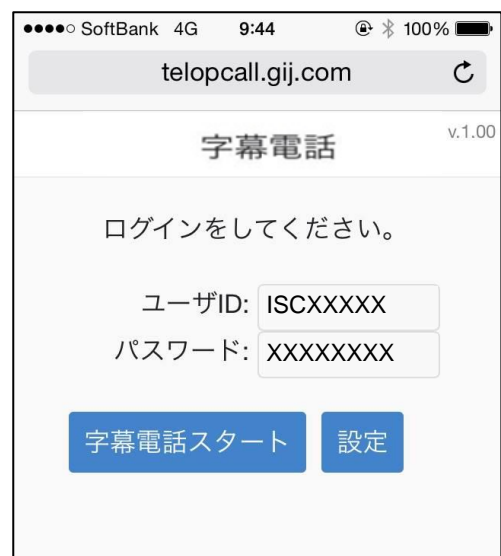 SoftBank 4G 9:44 100%
telopcall.gij.com
字幕電話 v.1.00
ログインをしてください。
ユーザID: ISCXXXXX
パスワード: XXXXXXXX
字幕電話スタート 設定